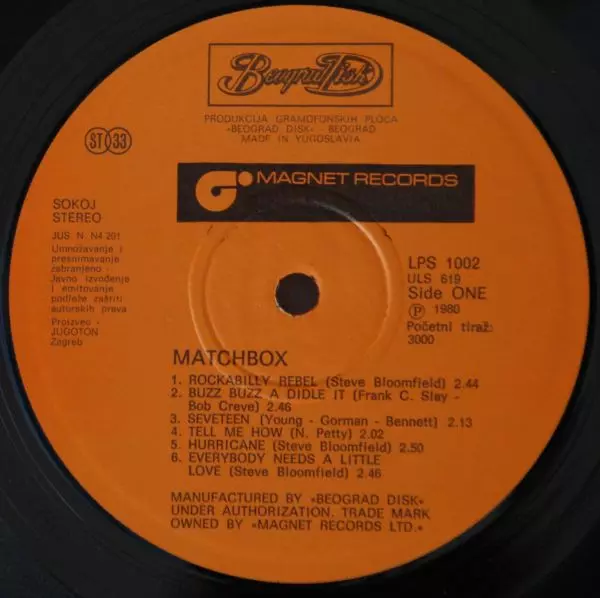 Beograd Disk
PRODUKCIJA GRAMOFONSKIH PLOČA
»BEOGRAD DISK« BEOGRAD
MADE IN YUGOSLAVIA
ST 33
MAGNET RECORDS
SOKOJ
STEREO
JUS. N. N4 201
Umnožavanje i
presnimavanje
zabranjeno -
Javno izvođenje
i emitovanje
podleže zaštiti
autorskih prava
Proizveo -
JUGOTON
Zagreb
LPS 1002
ULS 619
Side ONE
Ⓟ 1980
Početni tiraž:
3000
MATCHBOX
1. ROCKABILLY REBEL (Steve Bloomfield) 2.44
2. BUZZ BUZZ A DIDLE IT (Frank C. Slay -
Bob Creve) 2.46
3. SEVETEEN (Young - Gorman - Bennett) 2.13
4. TELL ME HOW (N. Petty) 2.02
5. HURRICANE (Steve Bloomfield) 2.50
6. EVERYBODY NEEDS A LITTLE
LOVE (Steve Bloomfield) 2.46
MANUFACTURED BY »BEOGRAD DISK«
UNDER AUTHORIZATION. TRADE MARK
OWNED BY »MAGNET RECORDS LTD.«